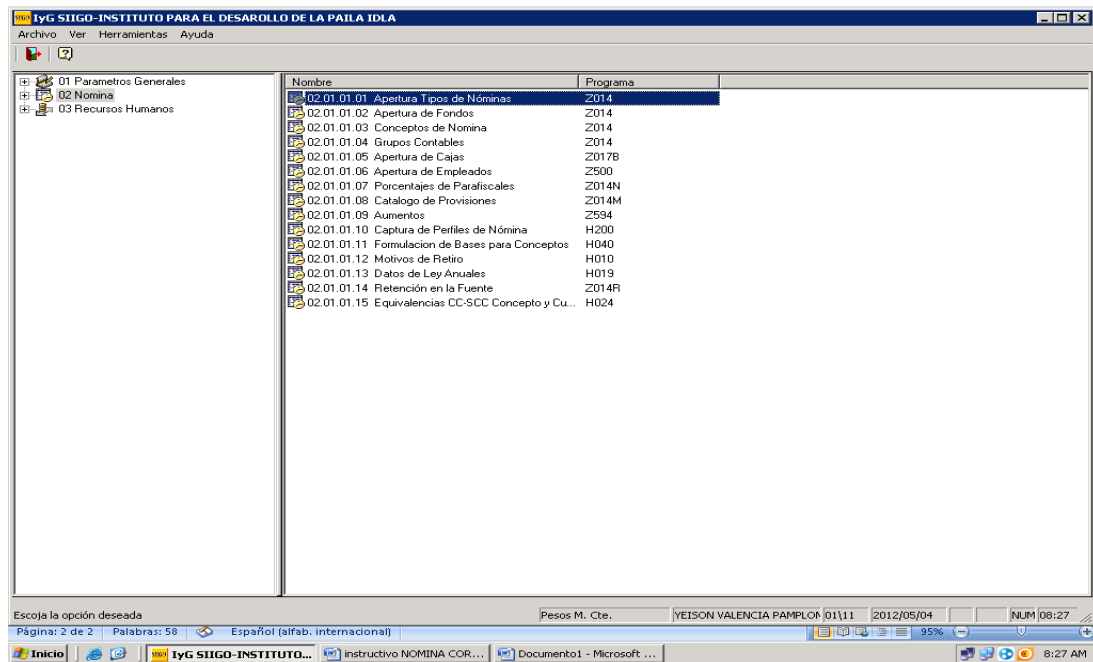 IyG SIIGO-INSTITUTO PARA EL DESAROLLO DE LA PAILA IDLA
Archivo Ver Herramientas Ayuda
01 Parametros Generales
02 Nomina
03 Recursos Humanos
Nombre Programa
02.01.01.01 Apertura Tipos de Nóminas Z014
02.01.01.02 Apertura de Fondos Z014
02.01.01.03 Conceptos de Nomina Z014
02.01.01.04 Grupos Contables Z014
02.01.01.05 Apertura de Cajas Z017B
02.01.01.06 Apertura de Empleados Z500
02.01.01.07 Porcentajes de Parafiscales Z014N
02.01.01.08 Catalogo de Provisiones Z014M
02.01.01.09 Aumentos Z594
02.01.01.10 Captura de Perfiles de Nómina H200
02.01.01.11 Formulacion de Bases para Conceptos H040
02.01.01.12 Motivos de Retiro H010
02.01.01.13 Datos de Ley Anuales H019
02.01.01.14 Retención en la Fuente Z014R
02.01.01.15 Equivalencias CC-SCC Concepto y Cu... H024
Escoja la opción deseada Pesos M. Cte. YEISON VALENCIA PAMPLON 01\11 2012/05/04 NUM 08:27
Página: 2 de 2 Palabras: 58 Español (alfab. internacional) 95%
Inicio IyG SIIGO-INSTITUTO... instructivo NOMINA COR... Documento1 - Microsoft ... 8:27 AM